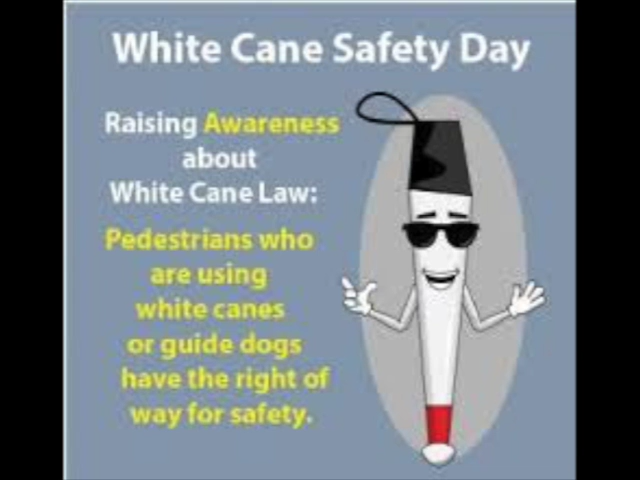 White Cane Safety Day
Raising Awareness
about
White Cane Law:
Pedestrians who
are using
white canes
or guide dogs
have the right of
way for safety.